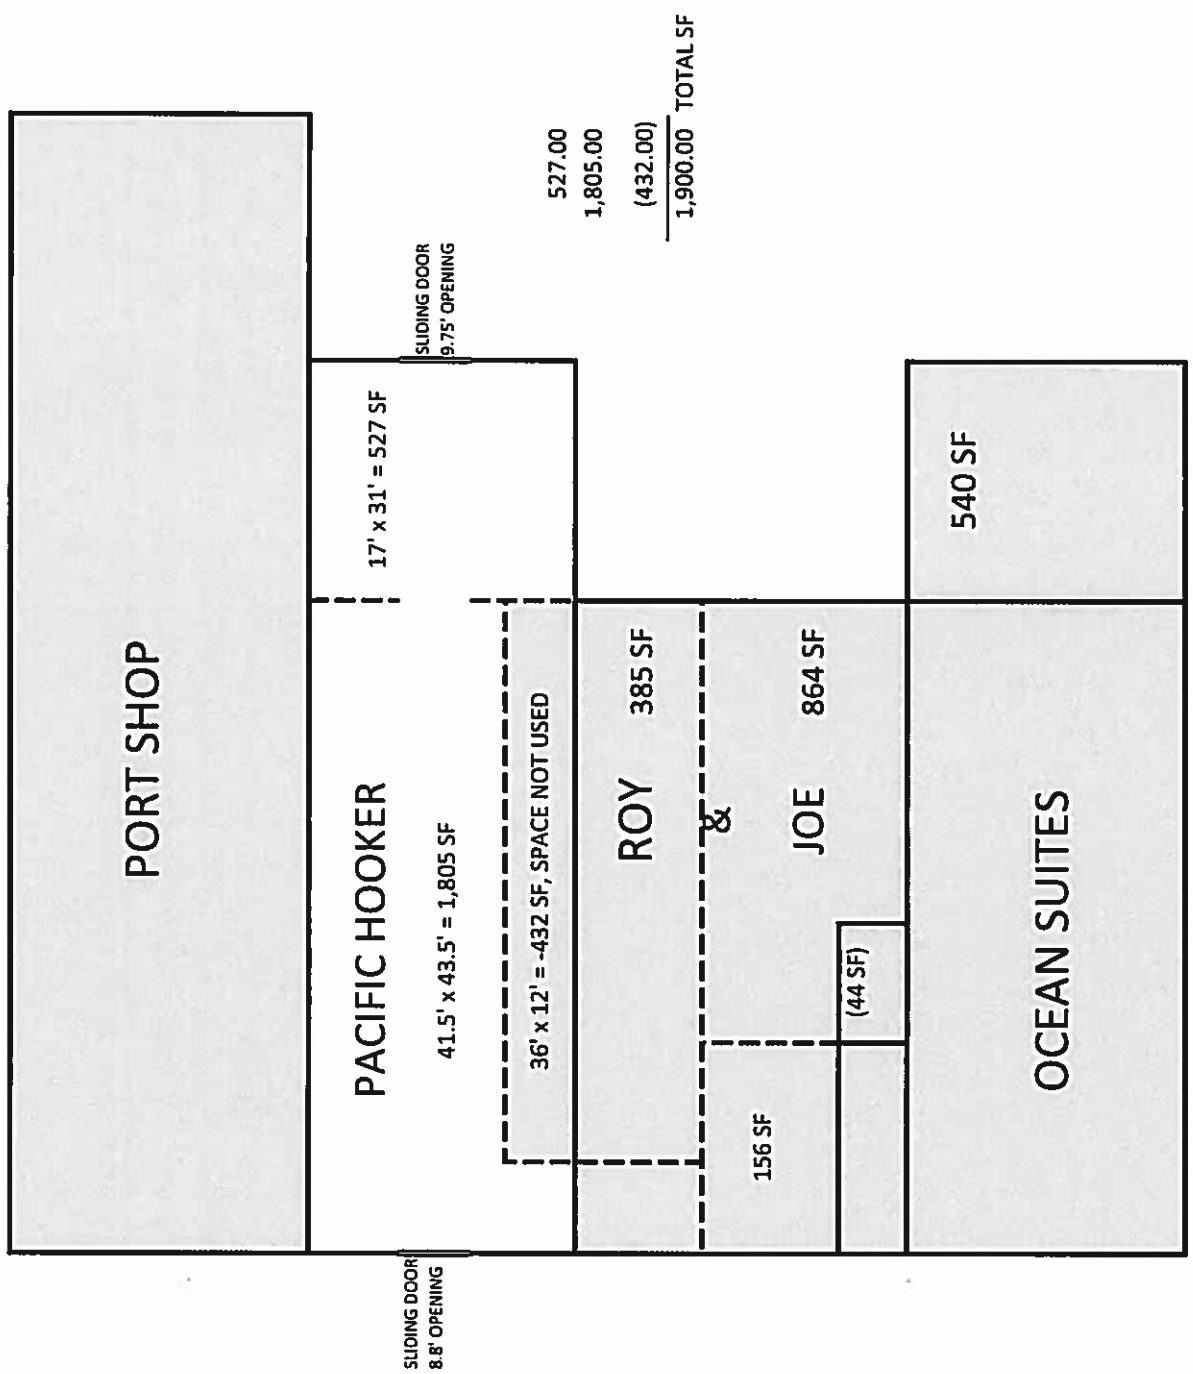 PORT SHOP
PACIFIC HOOKER
41.5' x 43.5' = 1,805 SF
17' x 31' = 527 SF
SLIDING DOOR
8.8' OPENING
SLIDING DOOR
9.75' OPENING
36' x 12' = -432 SF, SPACE NOT USED
527.00
1,805.00
(432.00)
1,900.00 TOTAL SF
ROY
385 SF
&
JOE
864 SF
156 SF
(44 SF)
OCEAN SUITES
540 SF